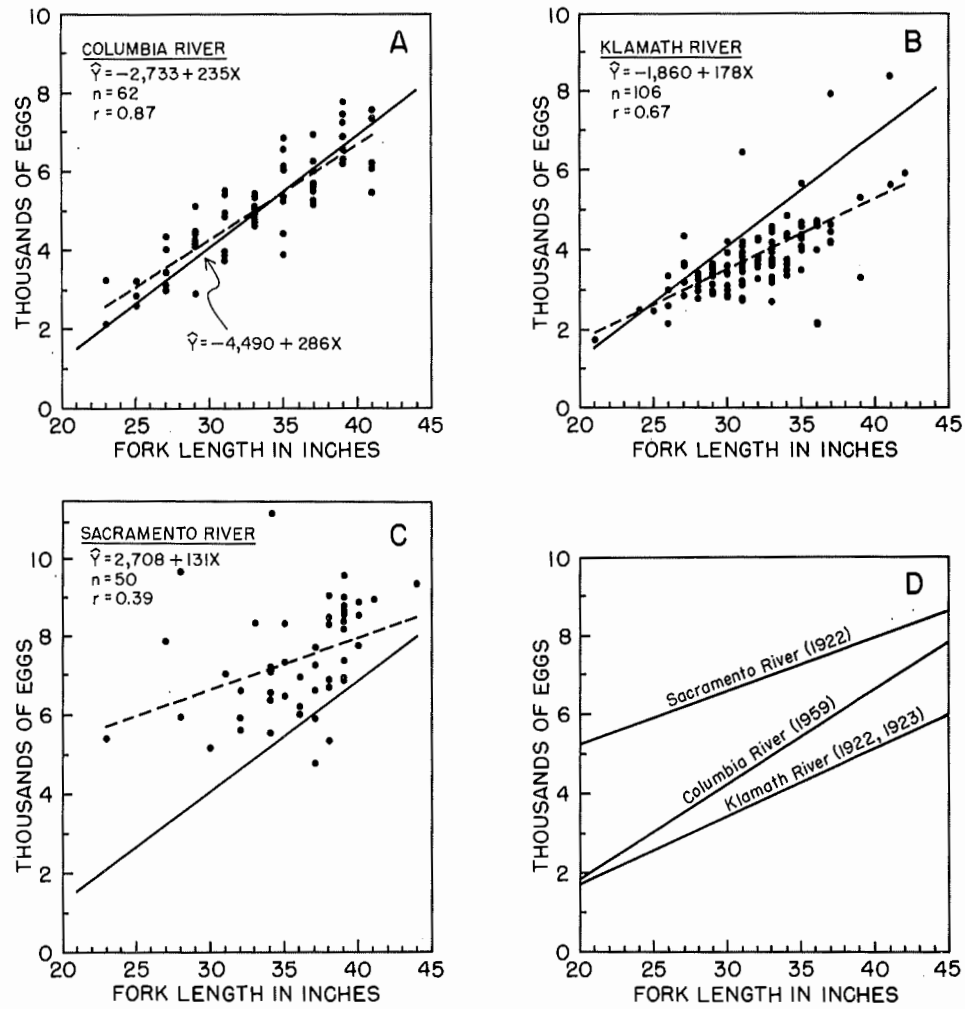 A
COLUMBIA RIVER
Ŷ=-2,733+235X
n=62
r=0.87
Ŷ=-4,490+286X
10
8
6
4
2
0
THOUSANDS OF EGGS
20 25 30 35 40 45
FORK LENGTH IN INCHES
B
KLAMATH RIVER
Ŷ=-1,860+178X
n=106
r=0.67
10
8
6
4
2
0
THOUSANDS OF EGGS
20 25 30 35 40 45
FORK LENGTH IN INCHES
C
SACRAMENTO RIVER
Ŷ=2,708+131X
n=50
r=0.39
10
8
6
4
2
0
THOUSANDS OF EGGS
20 25 30 35 40 45
FORK LENGTH IN INCHES
D
Sacramento River (1922)
Columbia River (1959)
Klamath River (1922, 1923)
10
8
6
4
2
0
THOUSANDS OF EGGS
20 25 30 35 40 45
FORK LENGTH IN INCHES